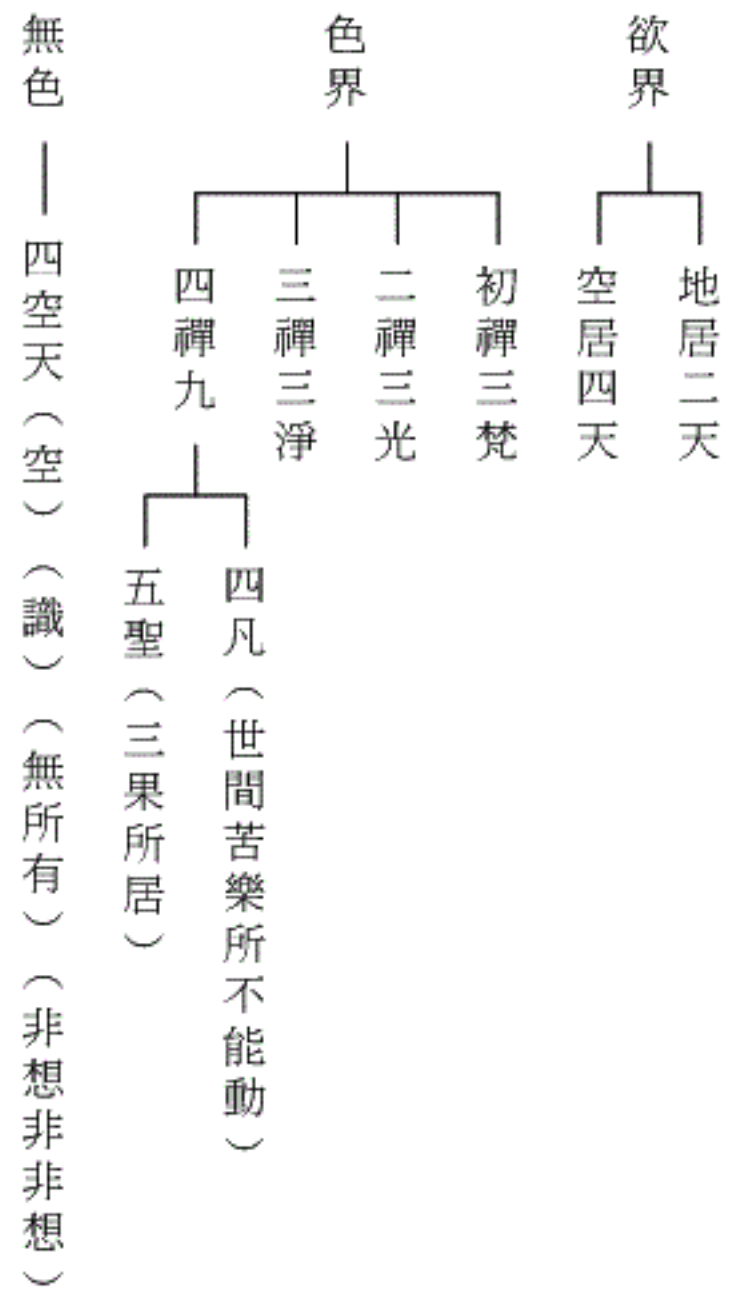 欲界
地居二天
空居四天
色界
初禪三梵
二禪三光
三禪三淨
四禪九
四凡（世間苦樂所不能動）
五聖（三果所居）
無色
四空天（空）（識）（無所有）（非想非非想）